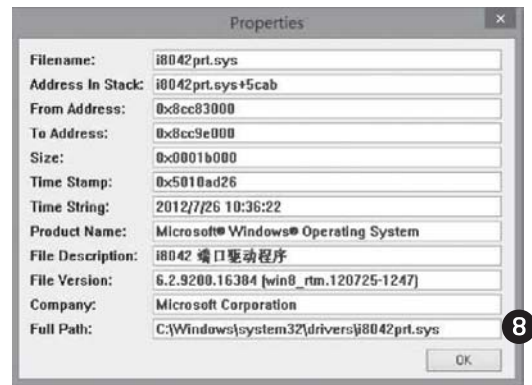 Properties
Filename: i8042prt.sys
Address In Stack: i8042prt.sys+5cab
From Address: 0x8cc83000
To Address: 0x8cc9e000
Size: 0x0001b000
Time Stamp: 0x5010ad26
Time String: 2012/7/26 10:36:22
Product Name: Microsoft® Windows® Operating System
File Description: i8042 端口驱动程序
File Version: 6.2.9200.16384 (win8_rtm.120725-1247)
Company: Microsoft Corporation
Full Path: C:\Windows\system32\drivers\i8042prt.sys
8
OK